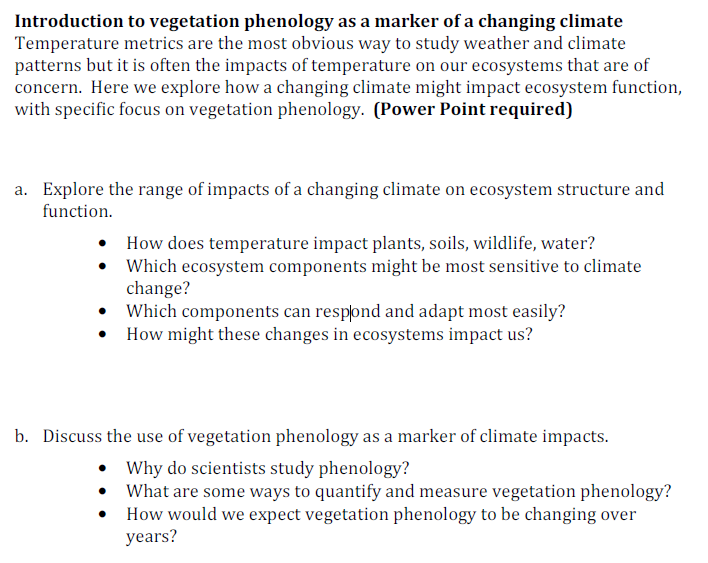 Introduction to vegetation phenology as a marker of a changing climate
Temperature metrics are the most obvious way to study weather and climate
patterns but it is often the impacts of temperature on our ecosystems that are of
concern.  Here we explore how a changing climate might impact ecosystem function,
with specific focus on vegetation phenology.  (Power Point required)
a.   Explore the range of impacts of a changing climate on ecosystem structure and
function.
• How does temperature impact plants, soils, wildlife, water?
• Which ecosystem components might be most sensitive to climate
change?
• Which components can respond and adapt most easily?
• How might these changes in ecosystems impact us?
b.   Discuss the use of vegetation phenology as a marker of climate impacts.
• Why do scientists study phenology?
• What are some ways to quantify and measure vegetation phenology?
• How would we expect vegetation phenology to be changing over
years?